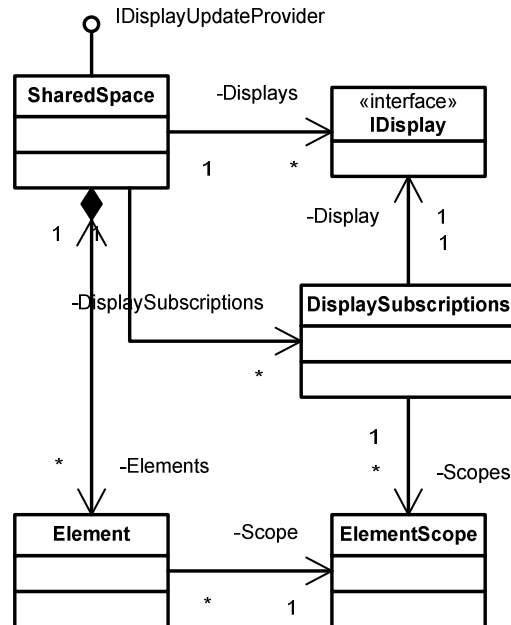 IDisplayUpdateProvider
SharedSpace
-Displays
«interface»
IDisplay
1
*
-Display
1
1
1
1
-DisplaySubscriptions
DisplaySubscriptions
*
1
*
-Scopes
*
-Elements
Element
-Scope
ElementScope
*
1